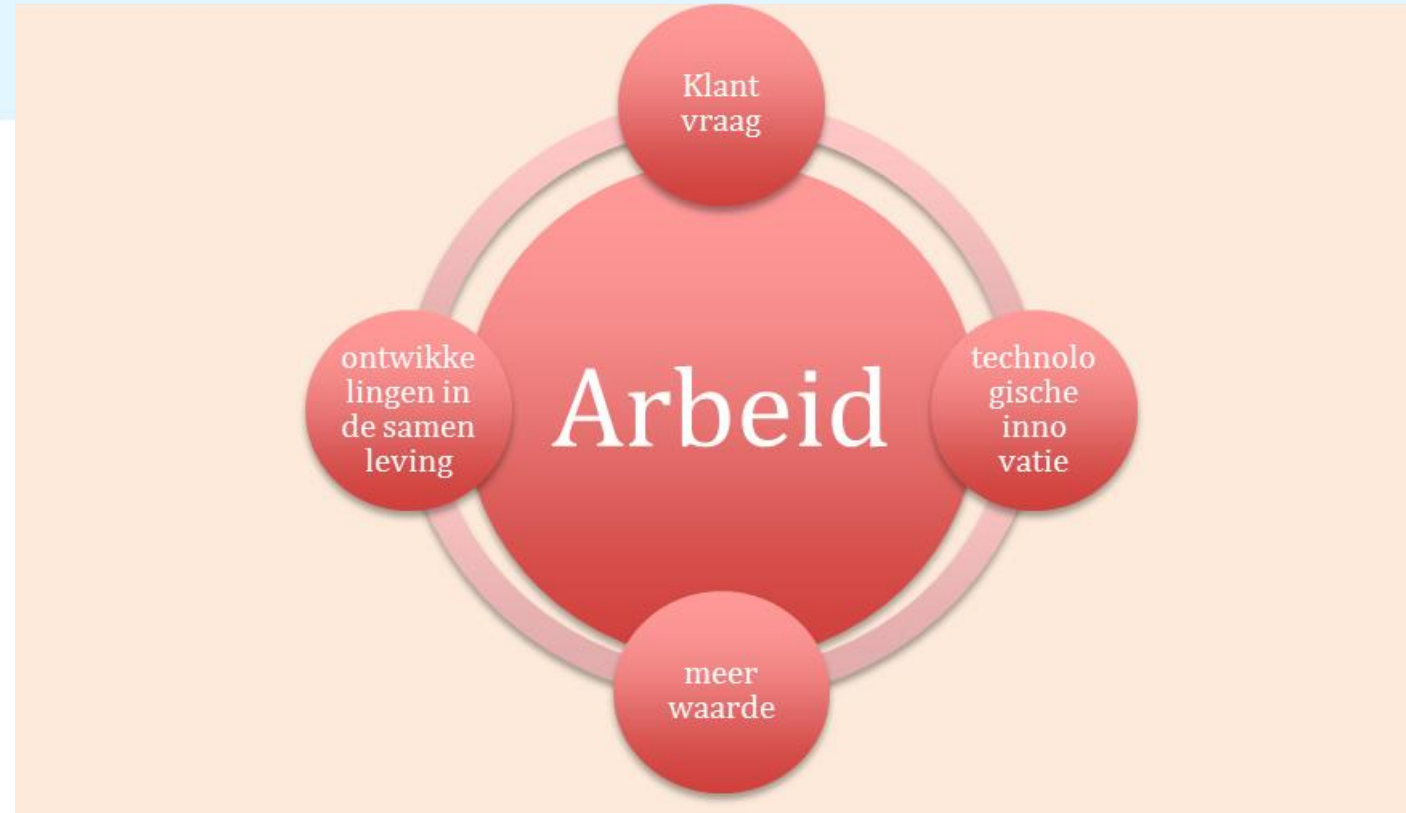 Klant
vraag
ontwikke
lingen in
de samen
leving
Arbeid
technolo
gische
inno
vatie
meer
waarde